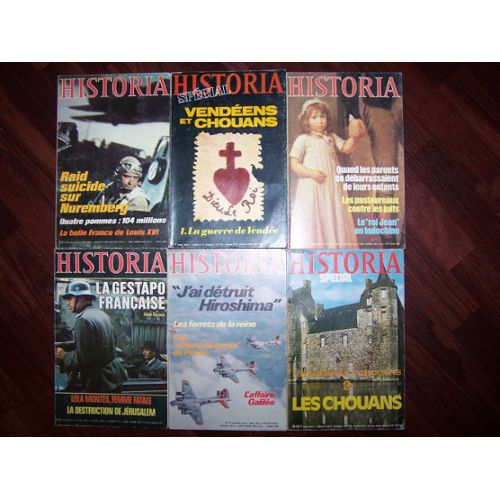 HISTORIA
Raid
suicide
sur
Nuremberg
Quatre pommes : 104 millions
La belle France de Louis XVI
HISTORIA
SPÉCIAL
VENDÉENS
ET
CHOUANS
Dieu Le Roi
1. La guerre de Vendée
HISTORIA
Quand les parents
se débarrassaient
de leurs enfants
Les pastoureaux
contre les juifs
Le "roi Jean"
en Indochine
HISTORIA
LA GESTAPO
FRANÇAISE
LOLA MONTÈS, FEMME FATALE
LA DESTRUCTION DE JÉRUSALEM
HISTORIA
"J'ai détruit
Hiroshima"
Les ferrets de la reine
L'affaire
Galilée
HISTORIA
SPÉCIAL
2
LES CHOUANS